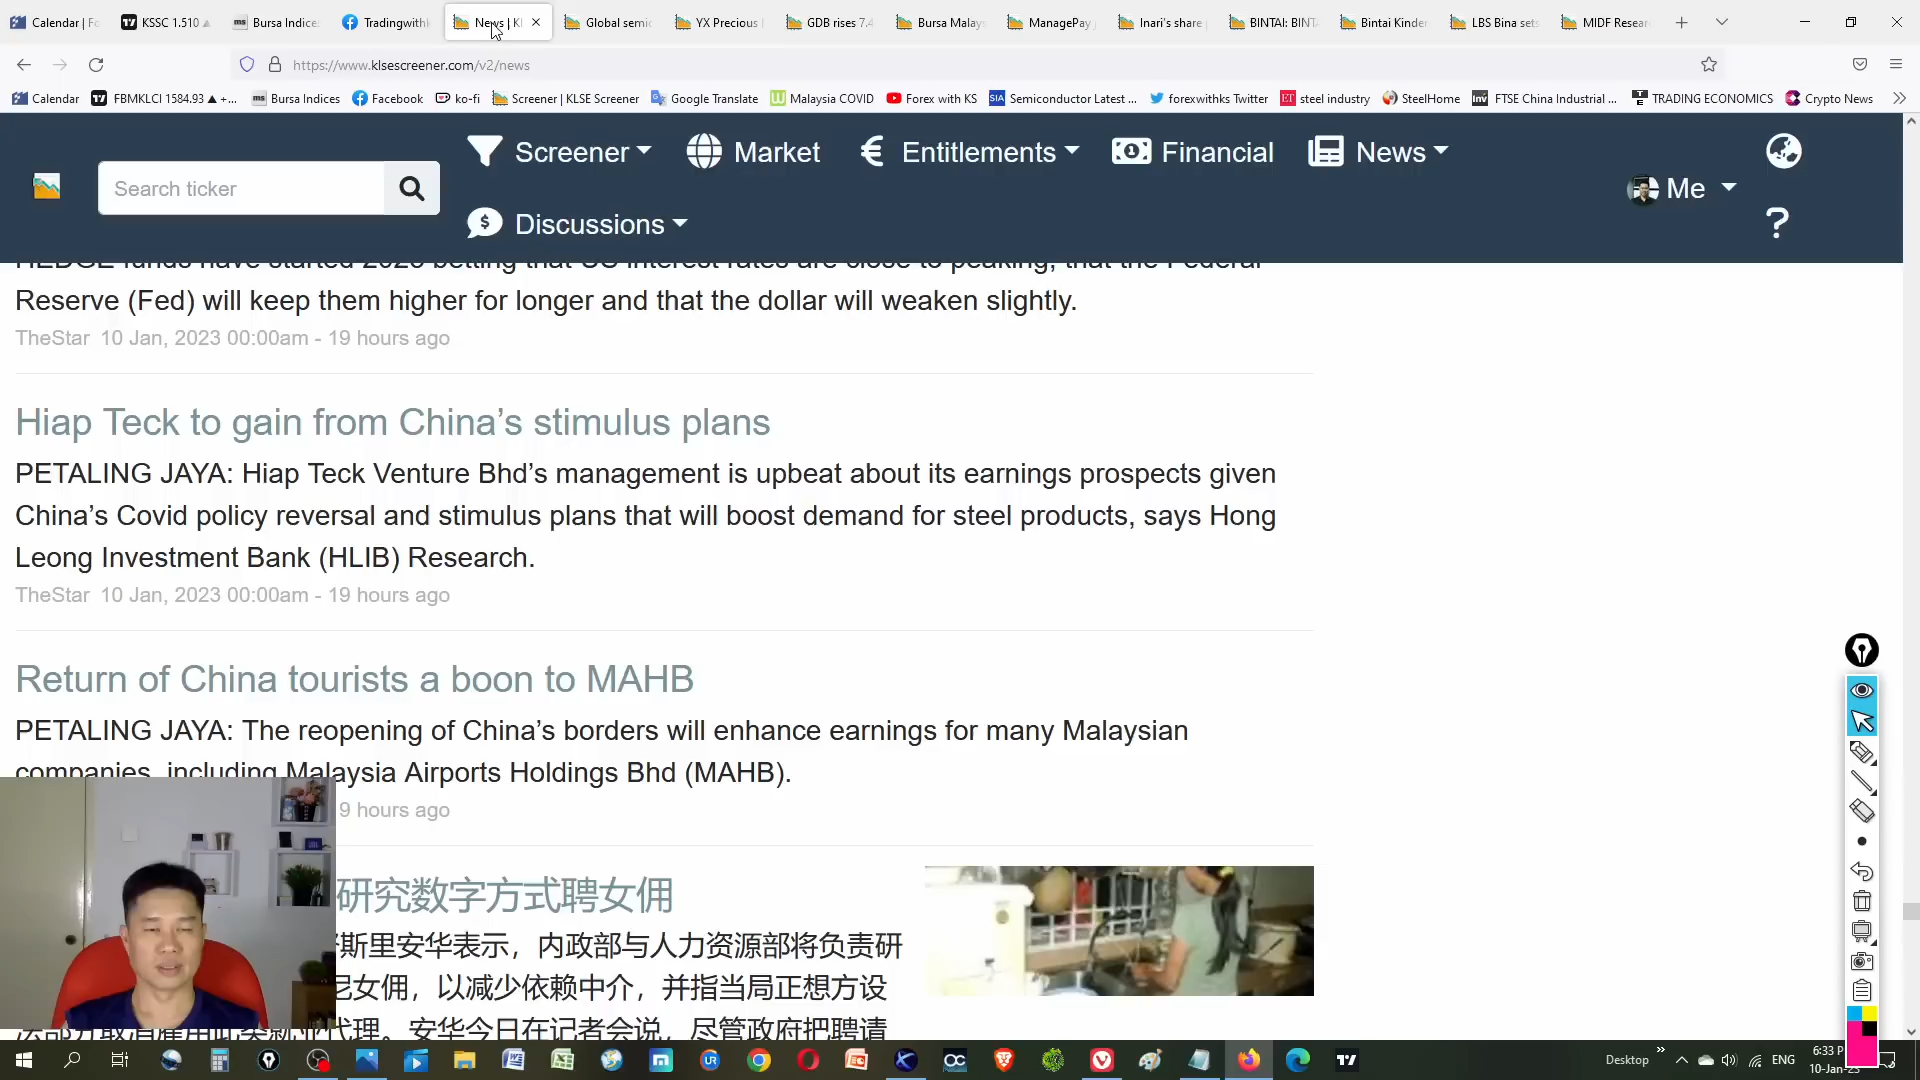 Calendar | Fo
KSSC 1.510
Bursa Indices
Tradingwith
News | Kl
Global semic
YX Precious
GDB rises 7.4
Bursa Malays
ManagePay
Inari's share
BINTAI: BINT
Bintai Kinden
LBS Bina sets
MIDF Resear
https://www.klsescreener.com/v2/news
Calendar
FBMKLCI 1584.93 ▲ +...
Bursa Indices
Facebook
ko-fi
Screener | KLSE Screener
Google Translate
Malaysia COVID
Forex with KS
Semiconductor Latest ...
forexwithks Twitter
steel industry
SteelHome
FTSE China Industrial ...
TRADING ECONOMICS
Crypto News
Search ticker
Screener
Market
Entitlements
Financial
News
Discussions
Me
HEDGE funds have started 2023 betting that US interest rates are close to peaking, that the Federal
Reserve (Fed) will keep them higher for longer and that the dollar will weaken slightly.
TheStar 10 Jan, 2023 00:00am - 19 hours ago
Hiap Teck to gain from China’s stimulus plans
PETALING JAYA: Hiap Teck Venture Bhd’s management is upbeat about its earnings prospects given
China’s Covid policy reversal and stimulus plans that will boost demand for steel products, says Hong
Leong Investment Bank (HLIB) Research.
TheStar 10 Jan, 2023 00:00am - 19 hours ago
Return of China tourists a boon to MAHB
PETALING JAYA: The reopening of China’s borders will enhance earnings for many Malaysian
companies, including Malaysia Airports Holdings Bhd (MAHB).
9 hours ago
研究数字方式聘女佣
斯里安华表示，内政部与人力资源部将负责研
尼女佣，以减少依赖中介，并指当局正想方设
代理。安华今日在记者会说，尽管政府把聘请
Desktop
ENG
6:33 P
10-Jan-23